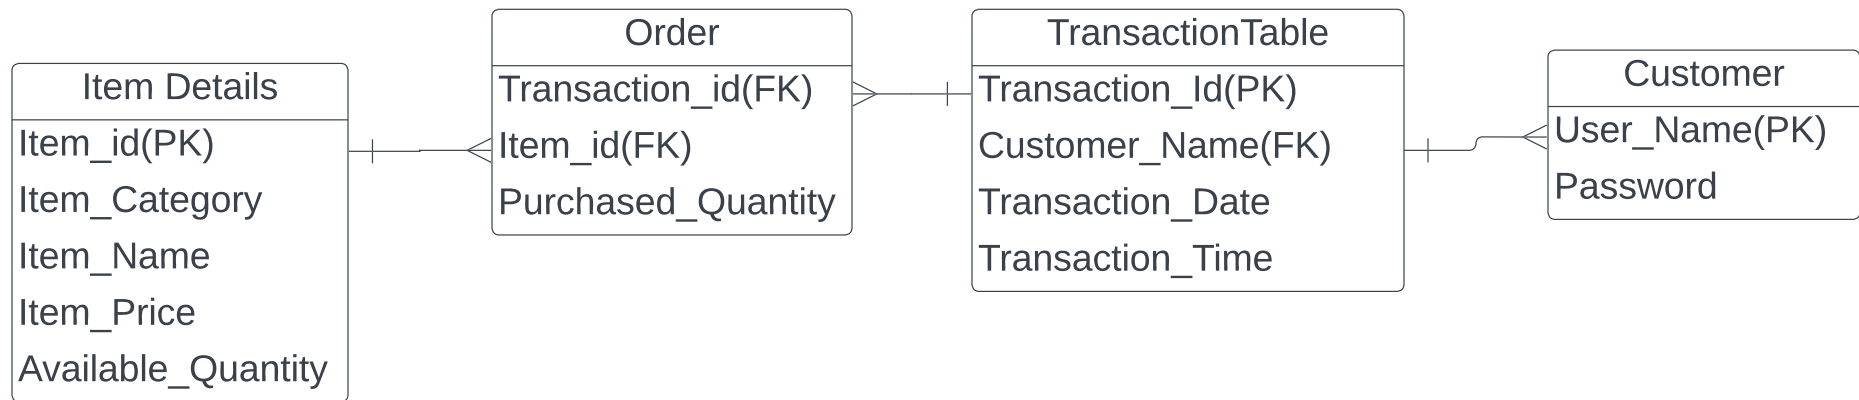 Item Details
Item_id(PK)
Item_Category
Item_Name
Item_Price
Available_Quantity
Order
Transaction_id(FK)
Item_id(FK)
Purchased_Quantity
TransactionTable
Transaction_Id(PK)
Customer_Name(FK)
Transaction_Date
Transaction_Time
Customer
User_Name(PK)
Password